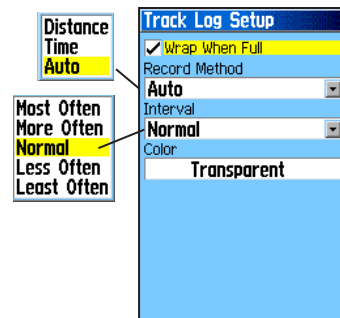 Distance
Time
Auto
Most Often
More Often
Normal
Less Often
Least Often
Track Log Setup
Wrap When Full
Record Method
Auto
Interval
Normal
Color
Transparent